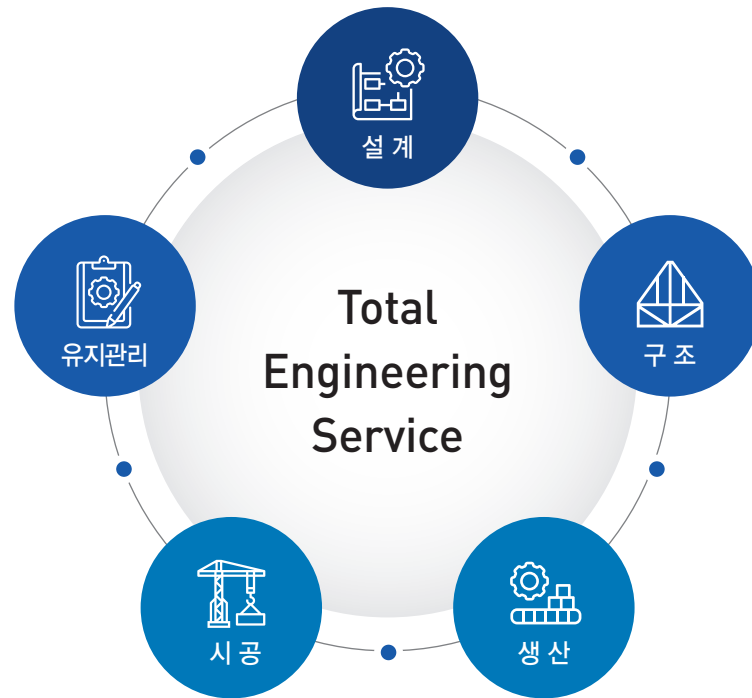 설 계
유지관리
구 조
Total
Engineering
Service
시 공
생 산